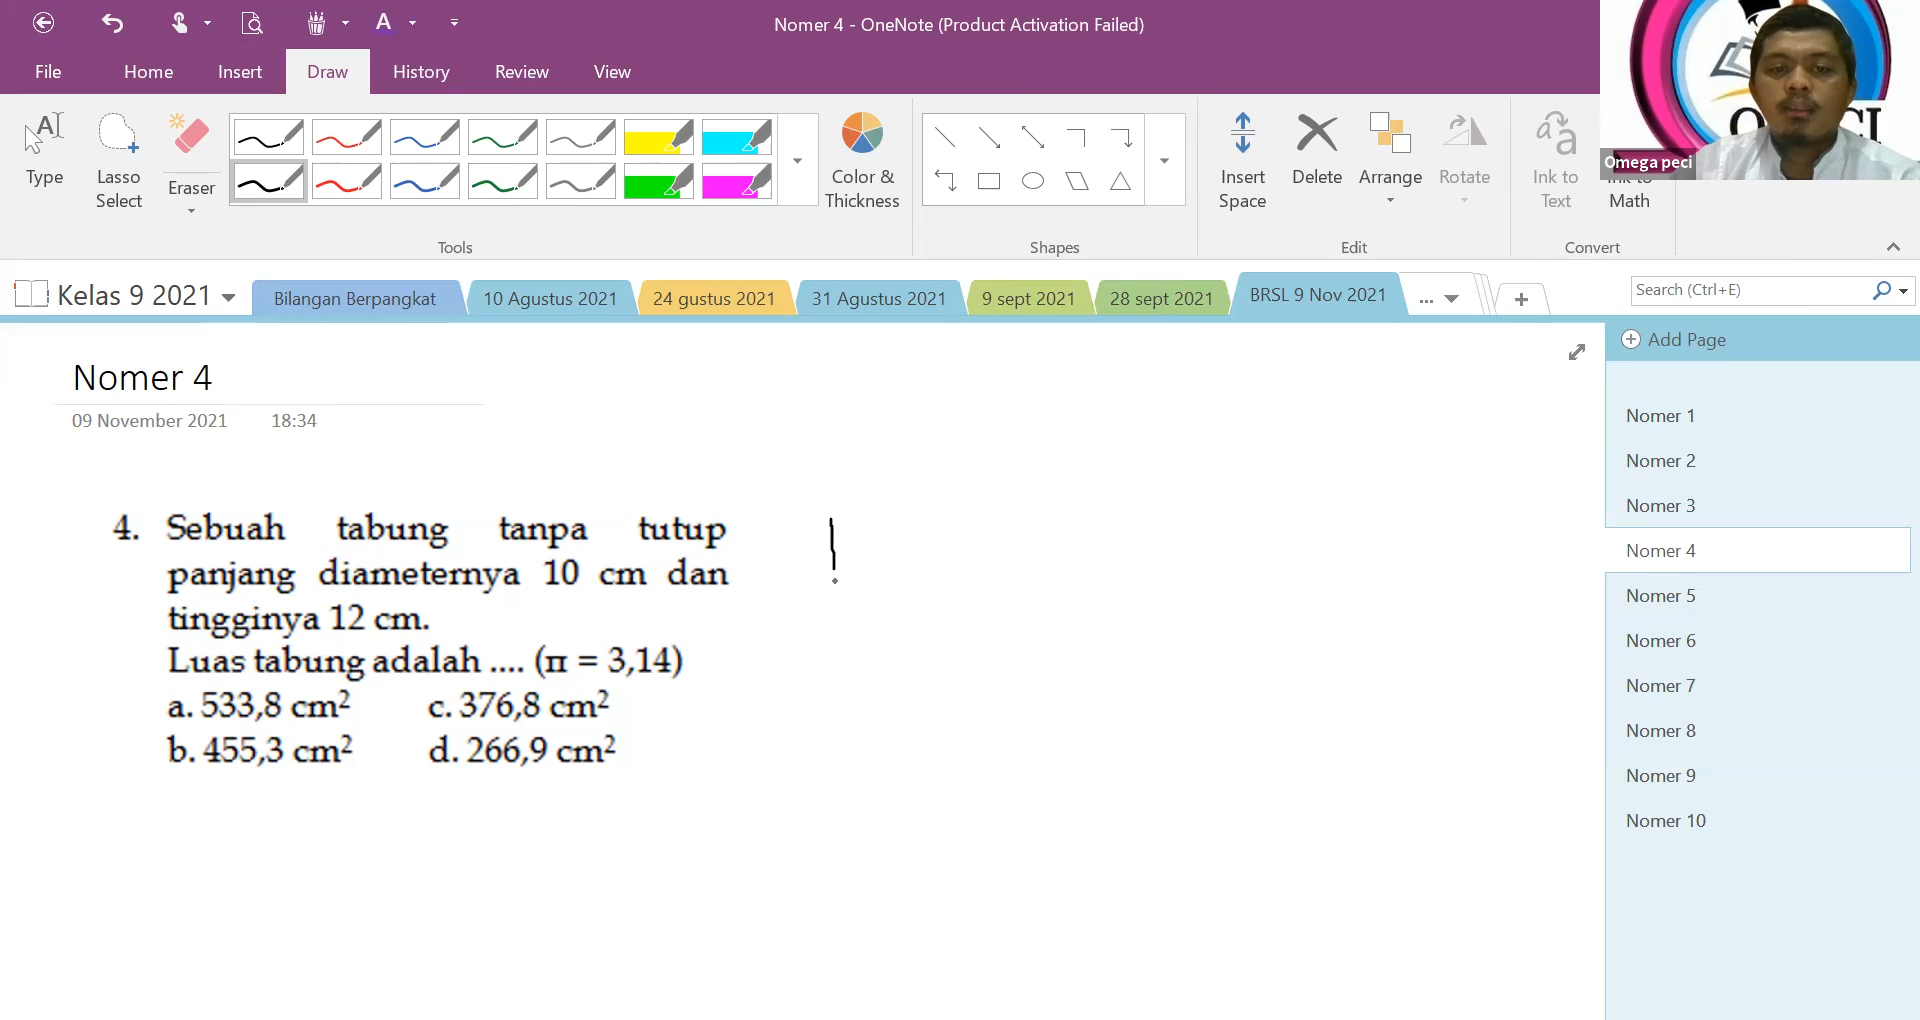 Nomer 4 - OneNote (Product Activation Failed)
File Home Insert Draw History Review View
Type
Lasso Select
Eraser
Color & Thickness
Insert Space
Delete
Arrange
Rotate
Ink to Text
Ink to Math
Tools
Shapes
Edit
Convert
Omega peci
Kelas 9 2021
Bilangan Berpangkat
10 Agustus 2021
24 gustus 2021
31 Agustus 2021
9 sept 2021
28 sept 2021
BRSL 9 Nov 2021
...
Search (Ctrl+E)
Nomer 4
09 November 2021 18:34
4. Sebuah tabung tanpa tutup
panjang diameternya 10 cm dan
tingginya 12 cm.
Luas tabung adalah .... (π = 3,14)
a. 533,8 cm² c. 376,8 cm²
b. 455,3 cm² d. 266,9 cm²
Add Page
Nomer 1
Nomer 2
Nomer 3
Nomer 4
Nomer 5
Nomer 6
Nomer 7
Nomer 8
Nomer 9
Nomer 10